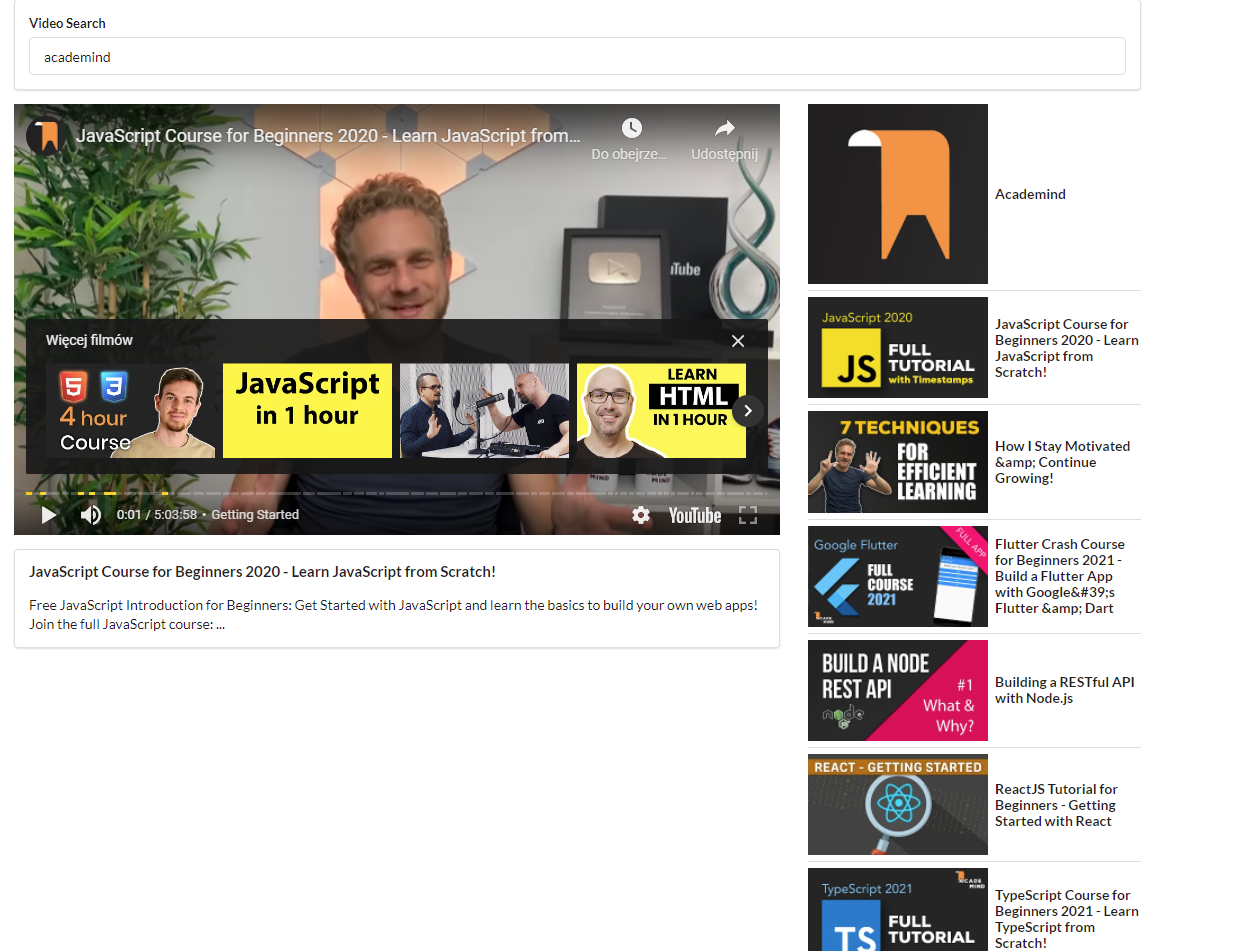 Video Search
academind
JavaScript Course for Beginners 2020 - Learn JavaScript from...
Do obejrze...
Udostępnij
uTube
Więcej filmów
5 3
4 hour
Course
JavaScript
in 1 hour
LEARN
HTML
IN 1 HOUR
0:01 / 5:03:58 • Getting Started
YouTube
JavaScript Course for Beginners 2020 - Learn JavaScript from Scratch!
Free JavaScript Introduction for Beginners: Get Started with JavaScript and learn the basics to build your own web apps!
Join the full JavaScript course: ...
Academind
JavaScript 2020
JS
FULL
TUTORIAL
with Timestamps
JavaScript Course for
Beginners 2020 - Learn
JavaScript from
Scratch!
7 TECHNIQUES
FOR
EFFICIENT
LEARNING
How I Stay Motivated
&amp; Continue
Growing!
Google Flutter
FULL APP
FULL
COURSE
2021
ACADE
MIND
Flutter Crash Course
for Beginners 2021 -
Build a Flutter App
with Google&#39;s
Flutter &amp; Dart
BUILD A NODE
REST API
#1
What &
Why?
node
Building a RESTful API
with Node.js
REACT - GETTING STARTED
ReactJS Tutorial for
Beginners - Getting
Started with React
TypeScript 2021
ACADE
MIND
TS
FULL
TUTORIAL
TypeScript Course for
Beginners 2021 - Learn
TypeScript from
Scratch!